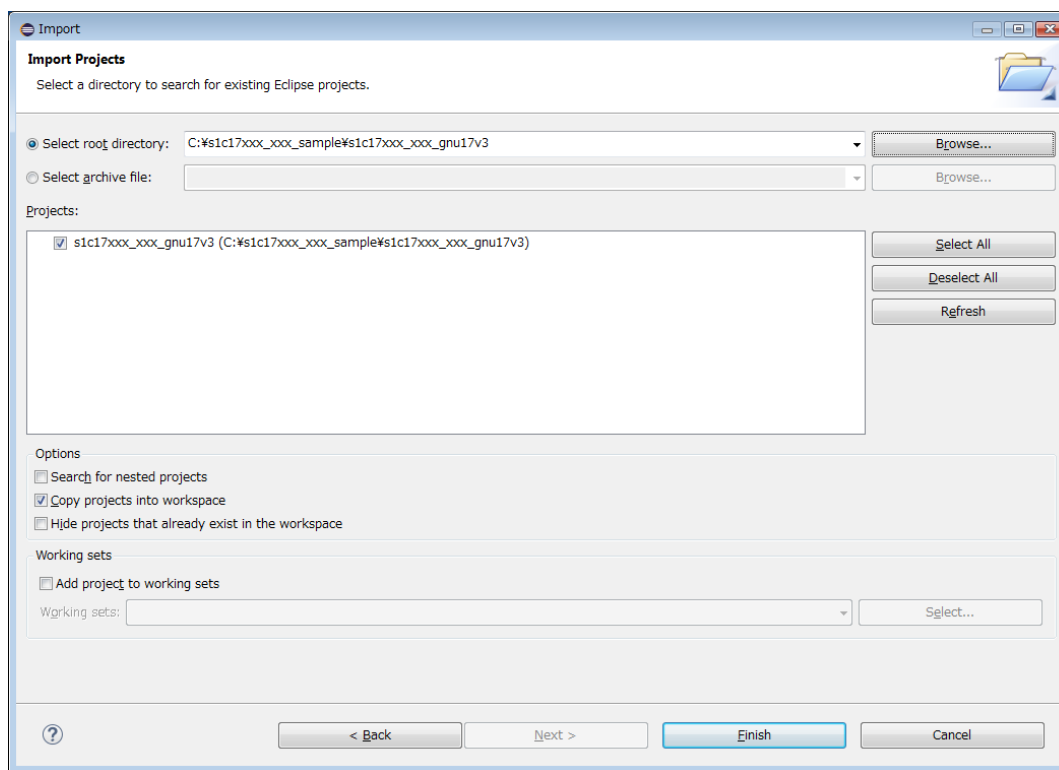 Import
Import Projects
Select a directory to search for existing Eclipse projects.
Select root directory: C:¥s1c17xxx_xxx_sample¥s1c17xxx_xxx_gnu17v3 Browse...
Select archive file: Browse...
Projects:
s1c17xxx_xxx_gnu17v3 (C:¥s1c17xxx_xxx_sample¥s1c17xxx_xxx_gnu17v3)
Select All
Deselect All
Refresh
Options
Search for nested projects
Copy projects into workspace
Hide projects that already exist in the workspace
Working sets
Add project to working sets
Working sets: Select...
? < Back Next > Finish Cancel